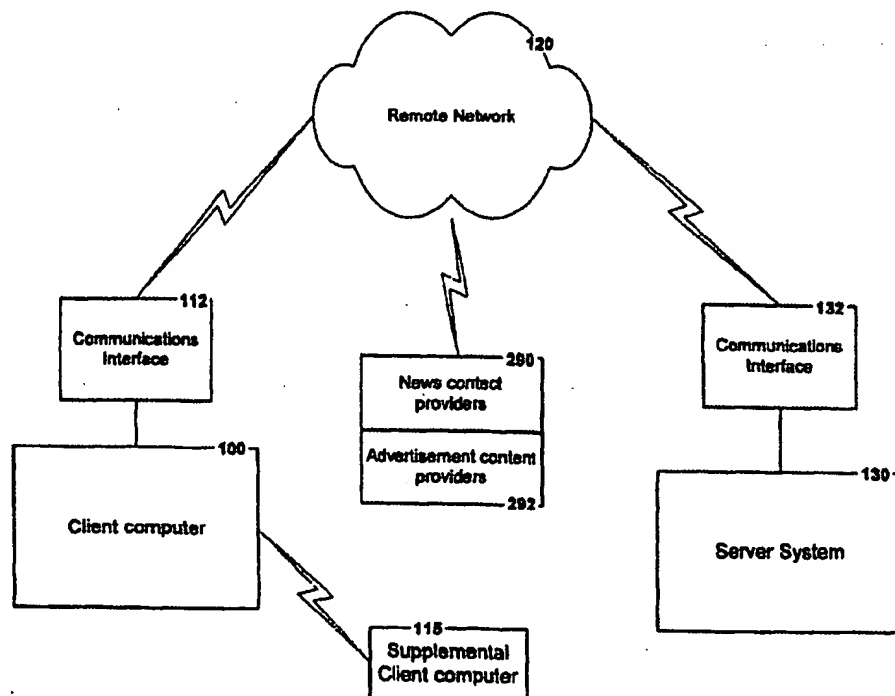 120
Remote Network
112
Communications
Interface
132
Communications
Interface
290
News contact
providers
Advertisement content
providers
292
100
Client computer
130
Server System
115
Supplemental
Client computer